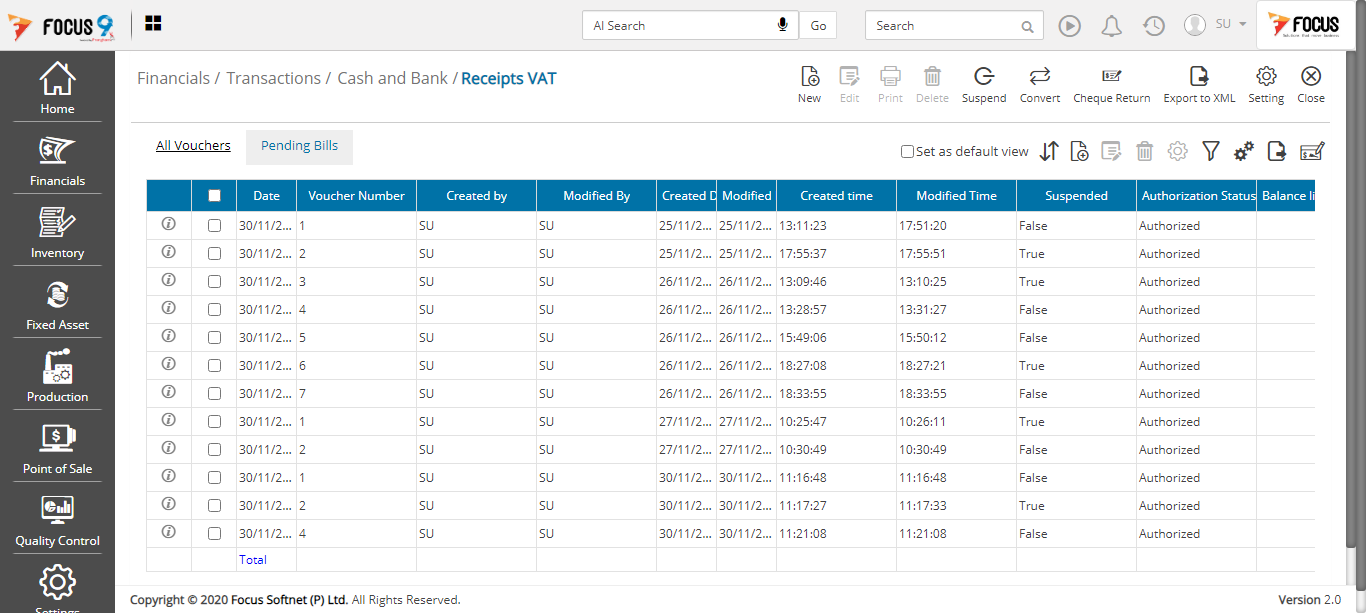 FOCUS 9
AI Search Go Search SU FOCUS
Home
Financials
Inventory
Fixed Asset
Production
Point of Sale
Quality Control
Settings
Financials / Transactions / Cash and Bank / Receipts VAT
New Edit Print Delete Suspend Convert Cheque Return Export to XML Setting Close
All Vouchers Pending Bills Set as default view
Date Voucher Number Created by Modified By Created D Modified Created time Modified Time Suspended Authorization Status Balance li
30/11/2... 1 SU SU 25/11/2... 25/11/2... 13:11:23 17:51:20 False Authorized
30/11/2... 2 SU SU 25/11/2... 25/11/2... 17:55:37 17:55:51 True Authorized
30/11/2... 3 SU SU 26/11/2... 26/11/2... 13:09:46 13:10:25 True Authorized
30/11/2... 4 SU SU 26/11/2... 26/11/2... 13:28:57 13:31:27 False Authorized
30/11/2... 5 SU SU 26/11/2... 26/11/2... 15:49:06 15:50:12 False Authorized
30/11/2... 6 SU SU 26/11/2... 26/11/2... 18:27:08 18:27:21 True Authorized
30/11/2... 7 SU SU 26/11/2... 26/11/2... 18:33:55 18:33:55 False Authorized
30/11/2... 1 SU SU 27/11/2... 27/11/2... 10:25:47 10:26:11 True Authorized
30/11/2... 2 SU SU 27/11/2... 27/11/2... 10:30:49 10:30:49 False Authorized
30/11/2... 1 SU SU 30/11/2... 30/11/2... 11:16:48 11:16:48 False Authorized
30/11/2... 2 SU SU 30/11/2... 30/11/2... 11:17:27 11:17:33 True Authorized
30/11/2... 4 SU SU 30/11/2... 30/11/2... 11:21:08 11:21:08 False Authorized
Total
Copyright © 2020 Focus Softnet (P) Ltd. All Rights Reserved. Version 2.0